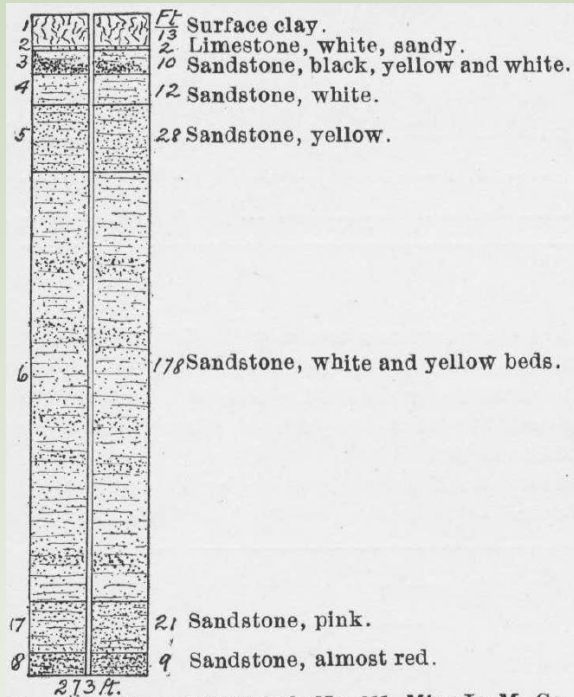 Ft
1 13 Surface clay.
2 2 Limestone, white, sandy.
3 10 Sandstone, black, yellow and white.
4 12 Sandstone, white.
5 28 Sandstone, yellow.
6 178 Sandstone, white and yellow beds.
17 21 Sandstone, pink.
8 9 Sandstone, almost red.
273 ft.